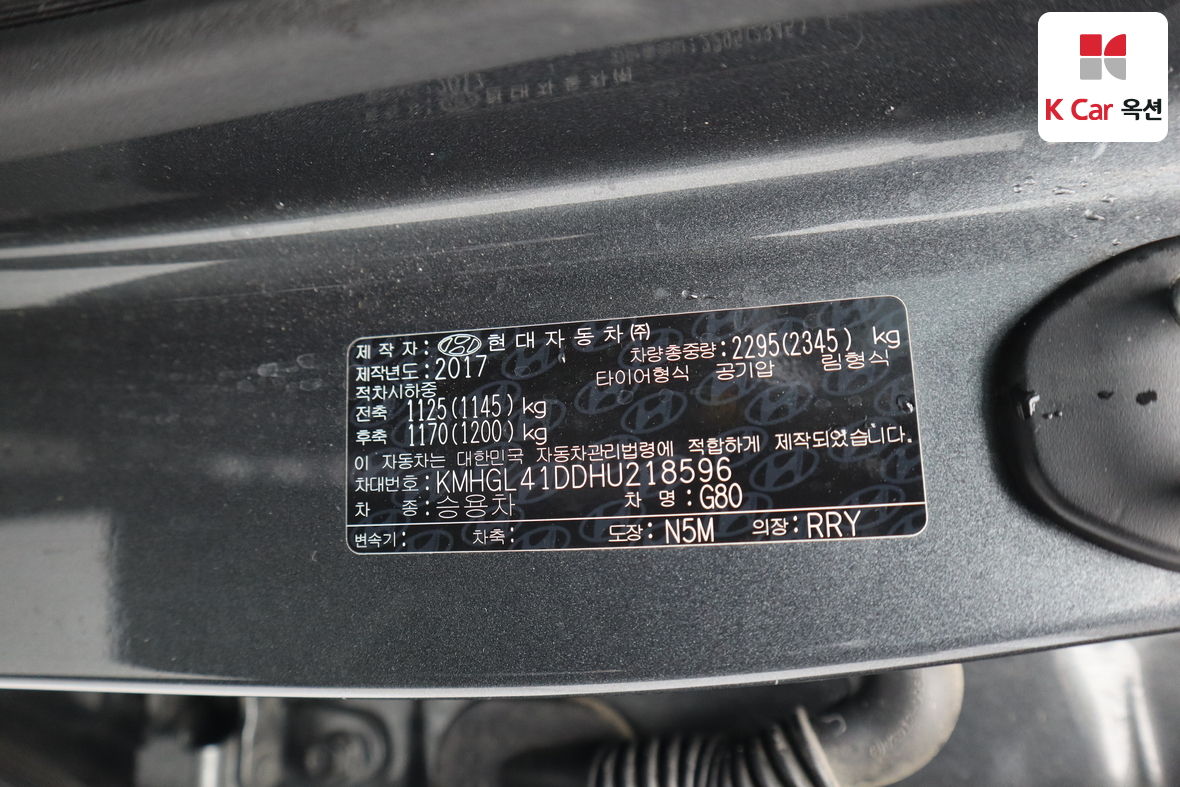 K Car 옥션
제 작 자 : 현 대 자 동 차 ㈜
제작년도 : 2017 차량총중량 : 2295(2345) kg
적차시하중 타이어형식 공기압 림형식
전축 1125(1145) kg
후축 1170(1200) kg
이 자동차는 대한민국 자동차관리법령에 적합하게 제작되었습니다.
차대번호 : KMHGL41DDHU218596
차 종 : 승용차 차 명 : G80
변속기 : 차축 : 도장 : N5M 의장 : RRY